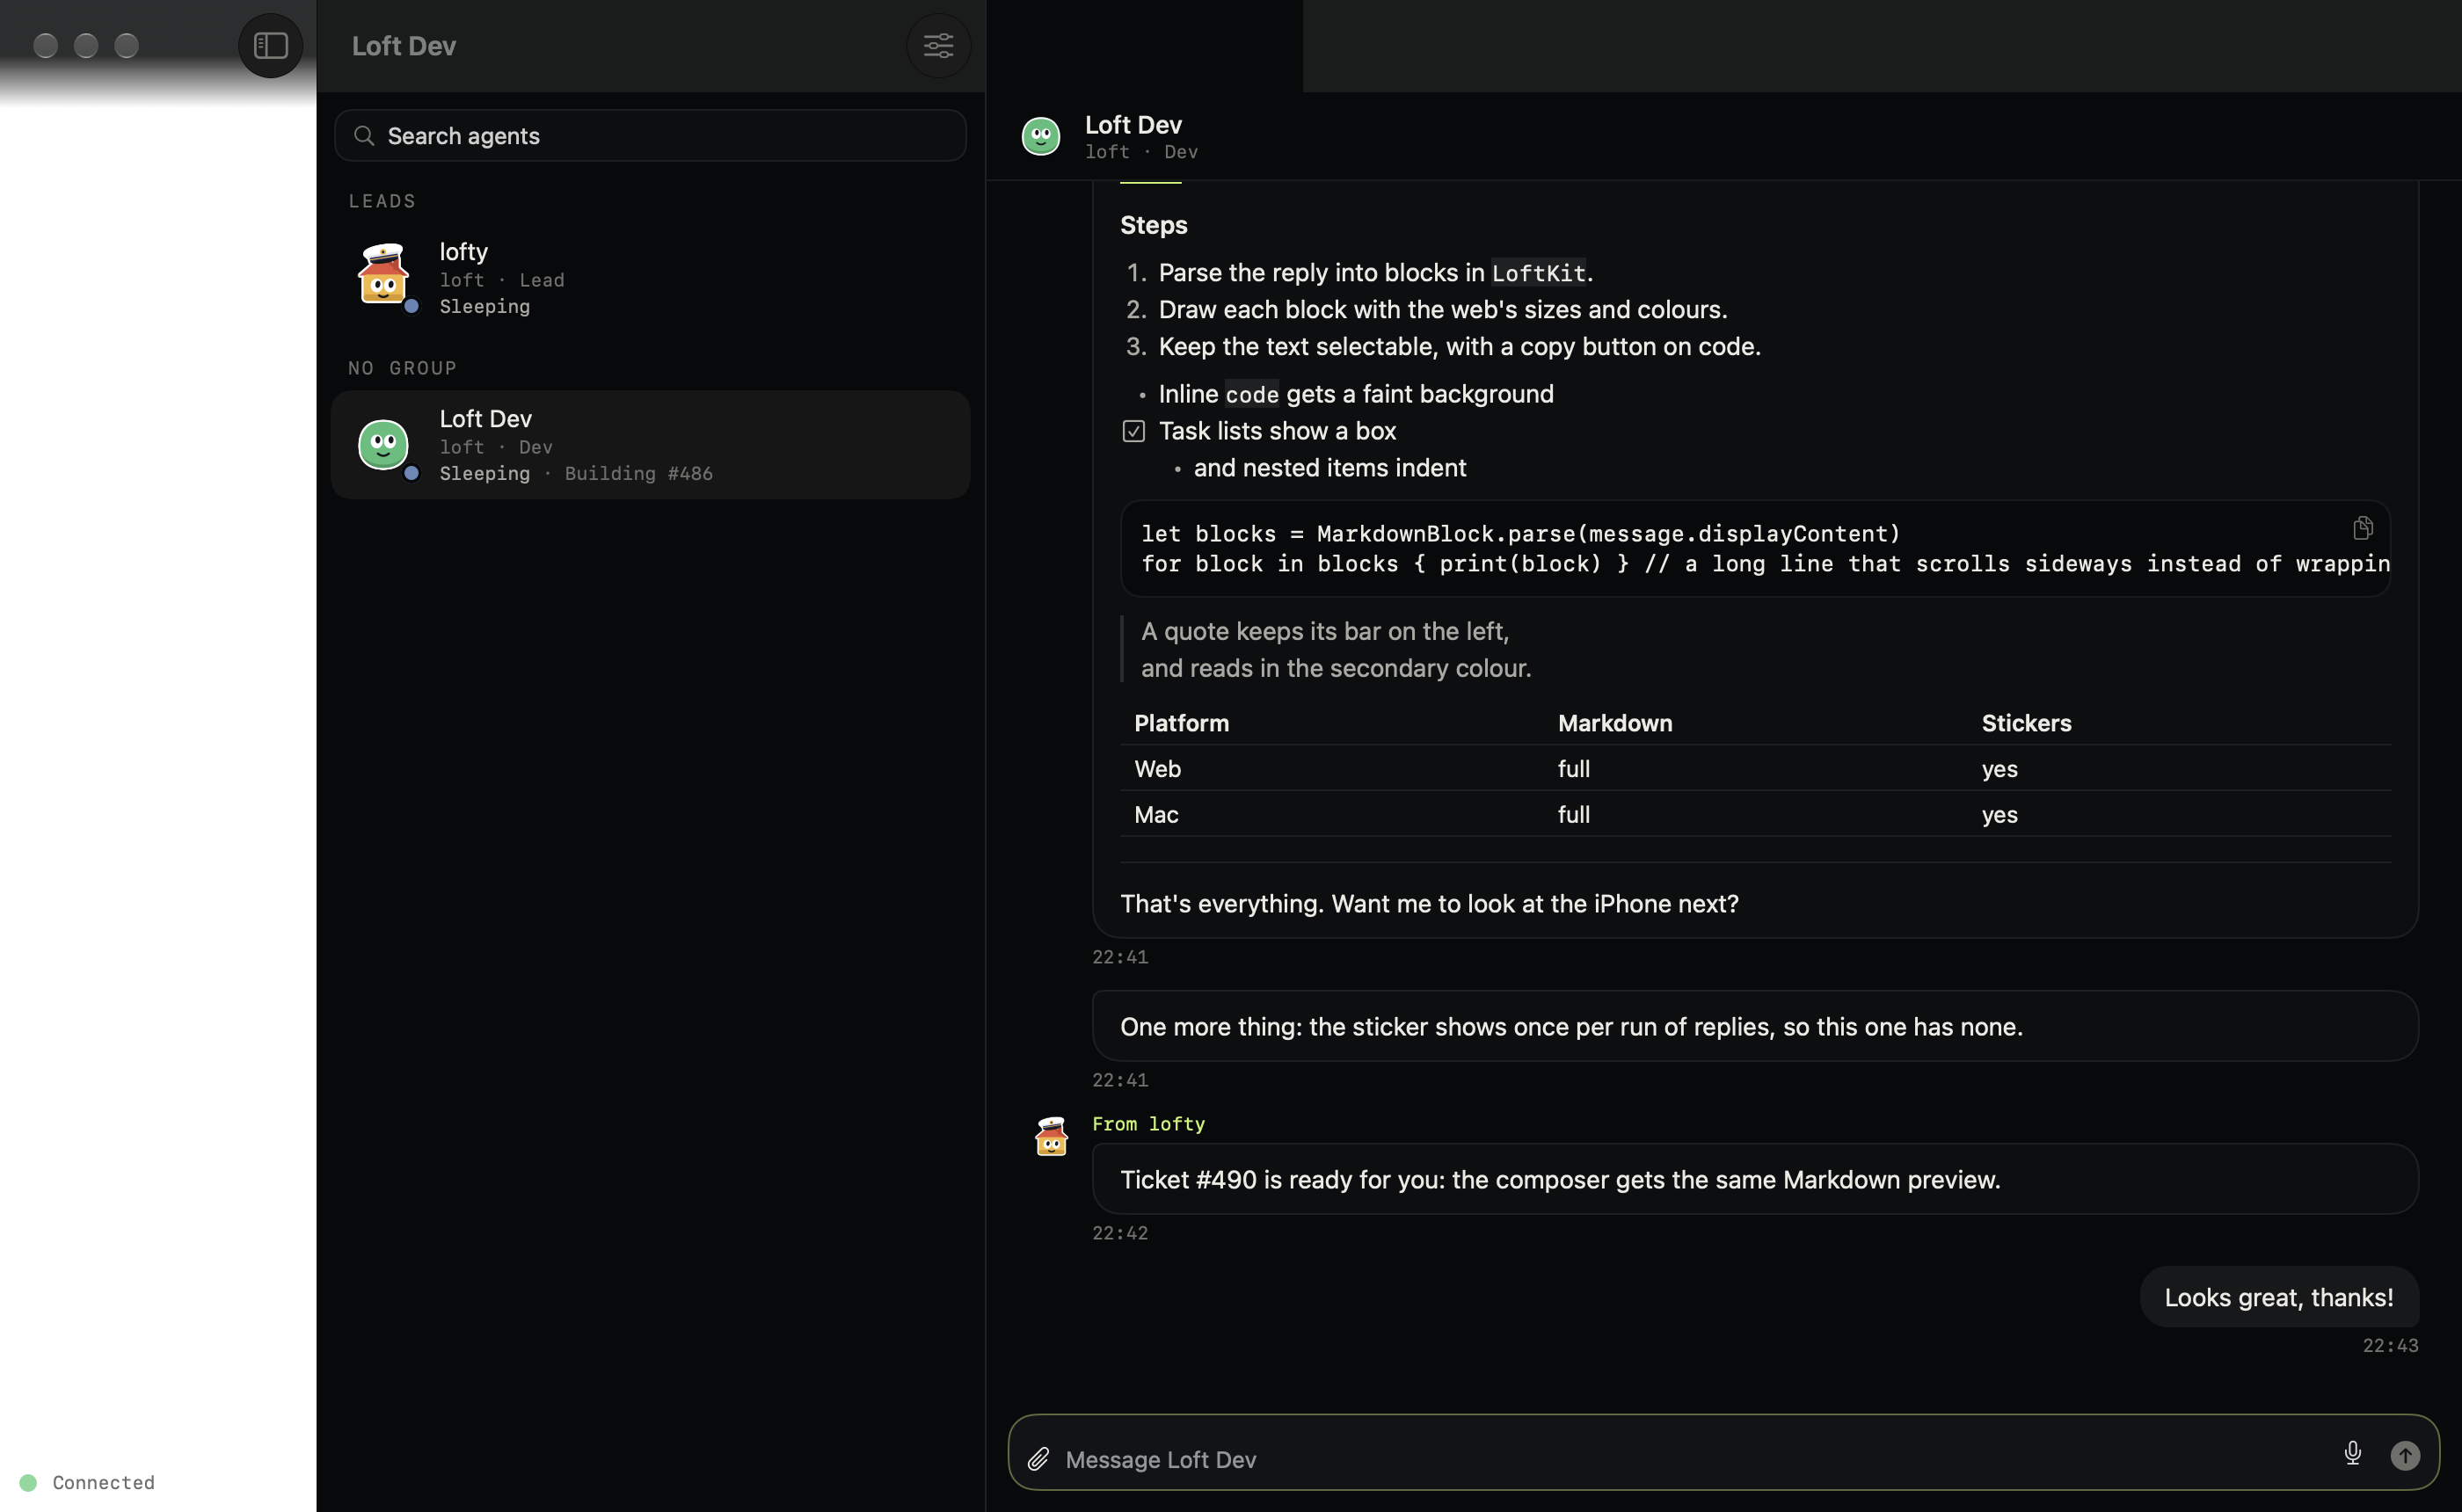 Loft Dev
Search agents
LEADS
lofty
loft · Lead
Sleeping
NO GROUP
Loft Dev
loft · Dev
Sleeping · Building #486
Connected
Loft Dev
loft · Dev
Steps
1. Parse the reply into blocks in LoftKit.
2. Draw each block with the web's sizes and colours.
3. Keep the text selectable, with a copy button on code.
• Inline code gets a faint background
Task lists show a box
• and nested items indent
let blocks = MarkdownBlock.parse(message.displayContent)
for block in blocks { print(block) } // a long line that scrolls sideways instead of wrappin
A quote keeps its bar on the left,
and reads in the secondary colour.
Platform Markdown Stickers
Web full yes
Mac full yes
That's everything. Want me to look at the iPhone next?
22:41
One more thing: the sticker shows once per run of replies, so this one has none.
22:41
From lofty
Ticket #490 is ready for you: the composer gets the same Markdown preview.
22:42
Looks great, thanks!
22:43
Message Loft Dev